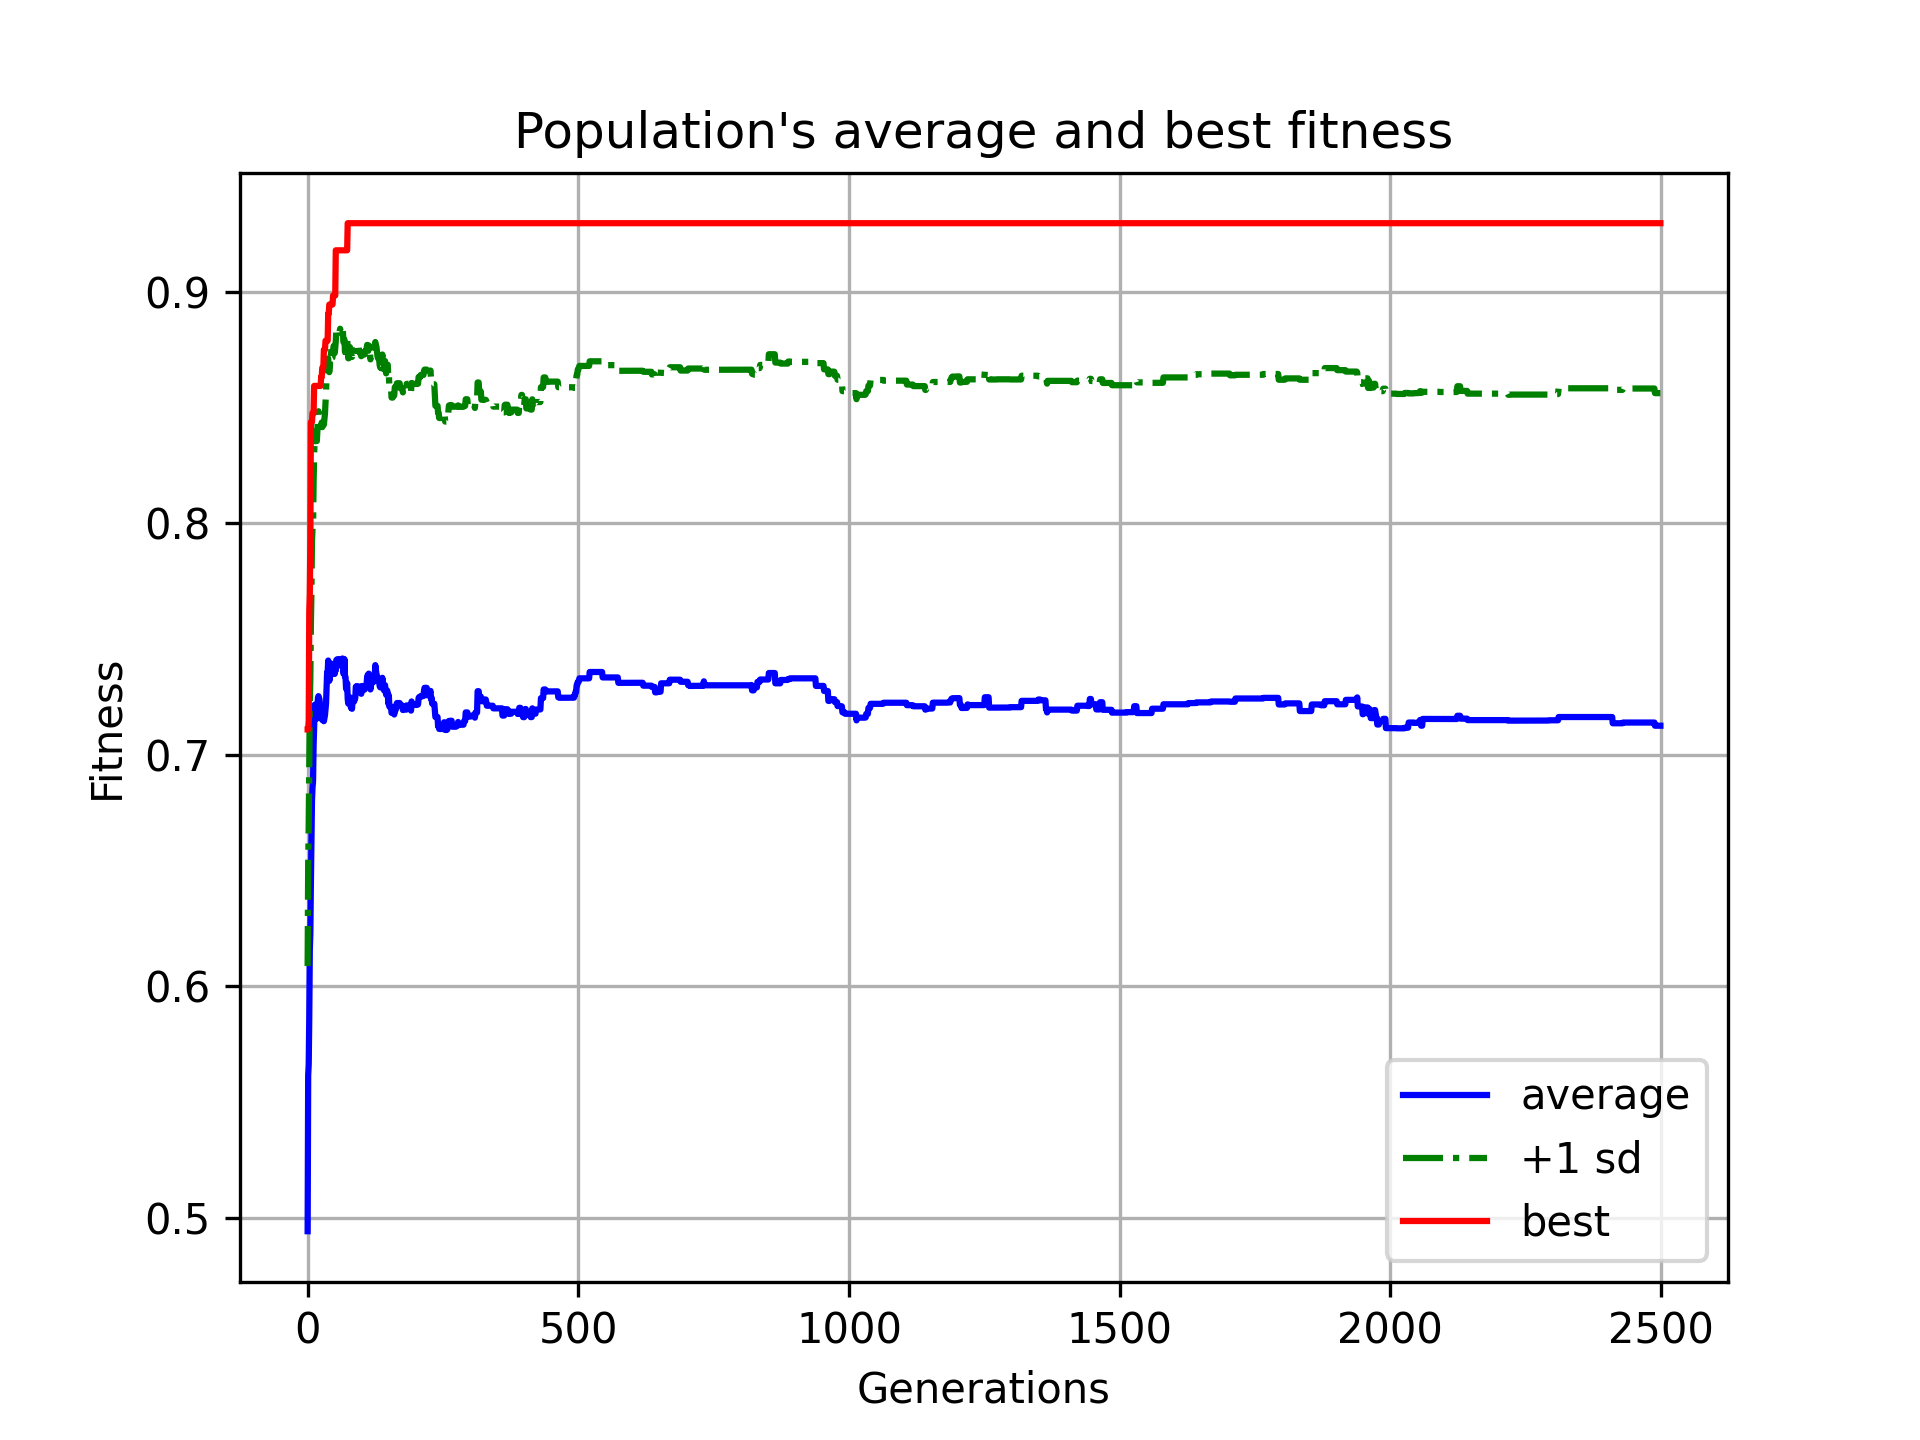 Population's average and best fitness
Fitness
0.9
0.8
0.7
0.6
0.5
average
+1 sd
best
0 500 1000 1500 2000 2500
Generations